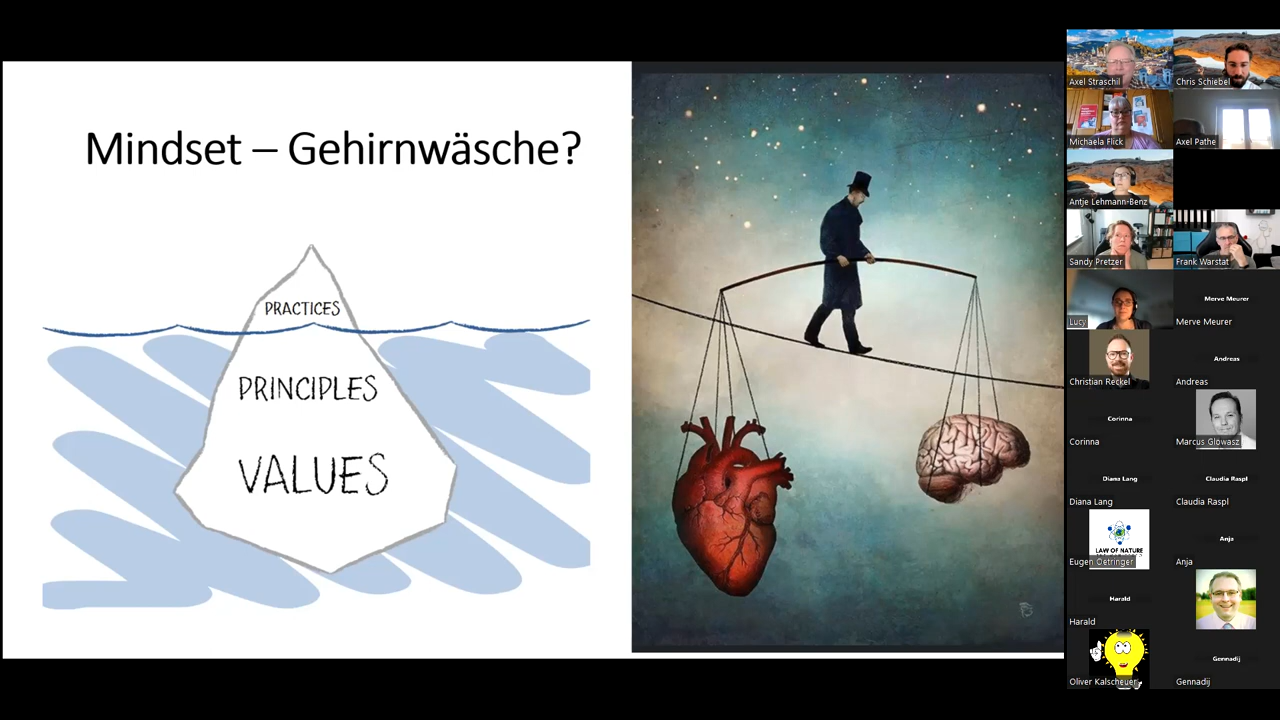 Mindset – Gehirnwäsche?
PRACTICES
PRINCIPLES
VALUES
Axel Straschil
Chris Schiebel
Michaela Flick
Axel Pathe
Antje Lehmann-Benz
Sandy Pretzer
Frank Warstat
Lucy
Merve Meurer
Merve Meurer
Christian Reckel
Andreas
Andreas
Corinna
Corinna
Marcus Glowasz
Diana Lang
Diana Lang
Claudia Raspl
Claudia Raspl
LAW OF NATURE
Eugen Oetringer
Anja
Anja
Harald
Harald
Oliver Kalscheuer
Gennadij
Gennadij